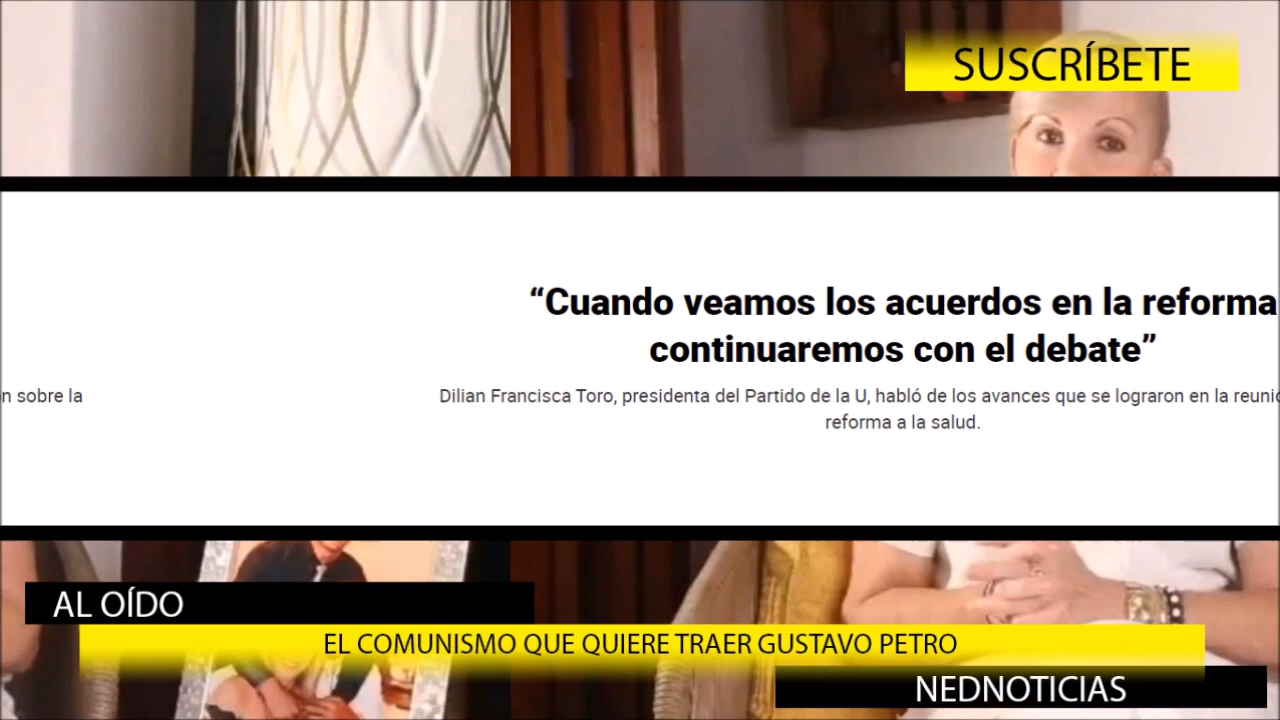 SUSCRÍBETE
“Cuando veamos los acuerdos en la reforma
continuaremos con el debate”
n sobre la
Dilian Francisca Toro, presidenta del Partido de la U, habló de los avances que se lograron en la reuni
reforma a la salud.
AL OÍDO
EL COMUNISMO QUE QUIERE TRAER GUSTAVO PETRO
NEDNOTICIAS